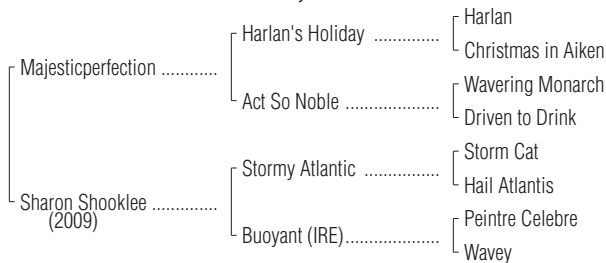 Harlan
Harlan's Holiday ..............
Christmas in Aiken
Majesticperfection ............
Wavering Monarch
Act So Noble ....................
Driven to Drink
Storm Cat
Stormy Atlantic ................
Hail Atlantis
Sharon Shooklee ..............
(2009)
Peintre Celebre
Buoyant (IRE)....................
Wavey